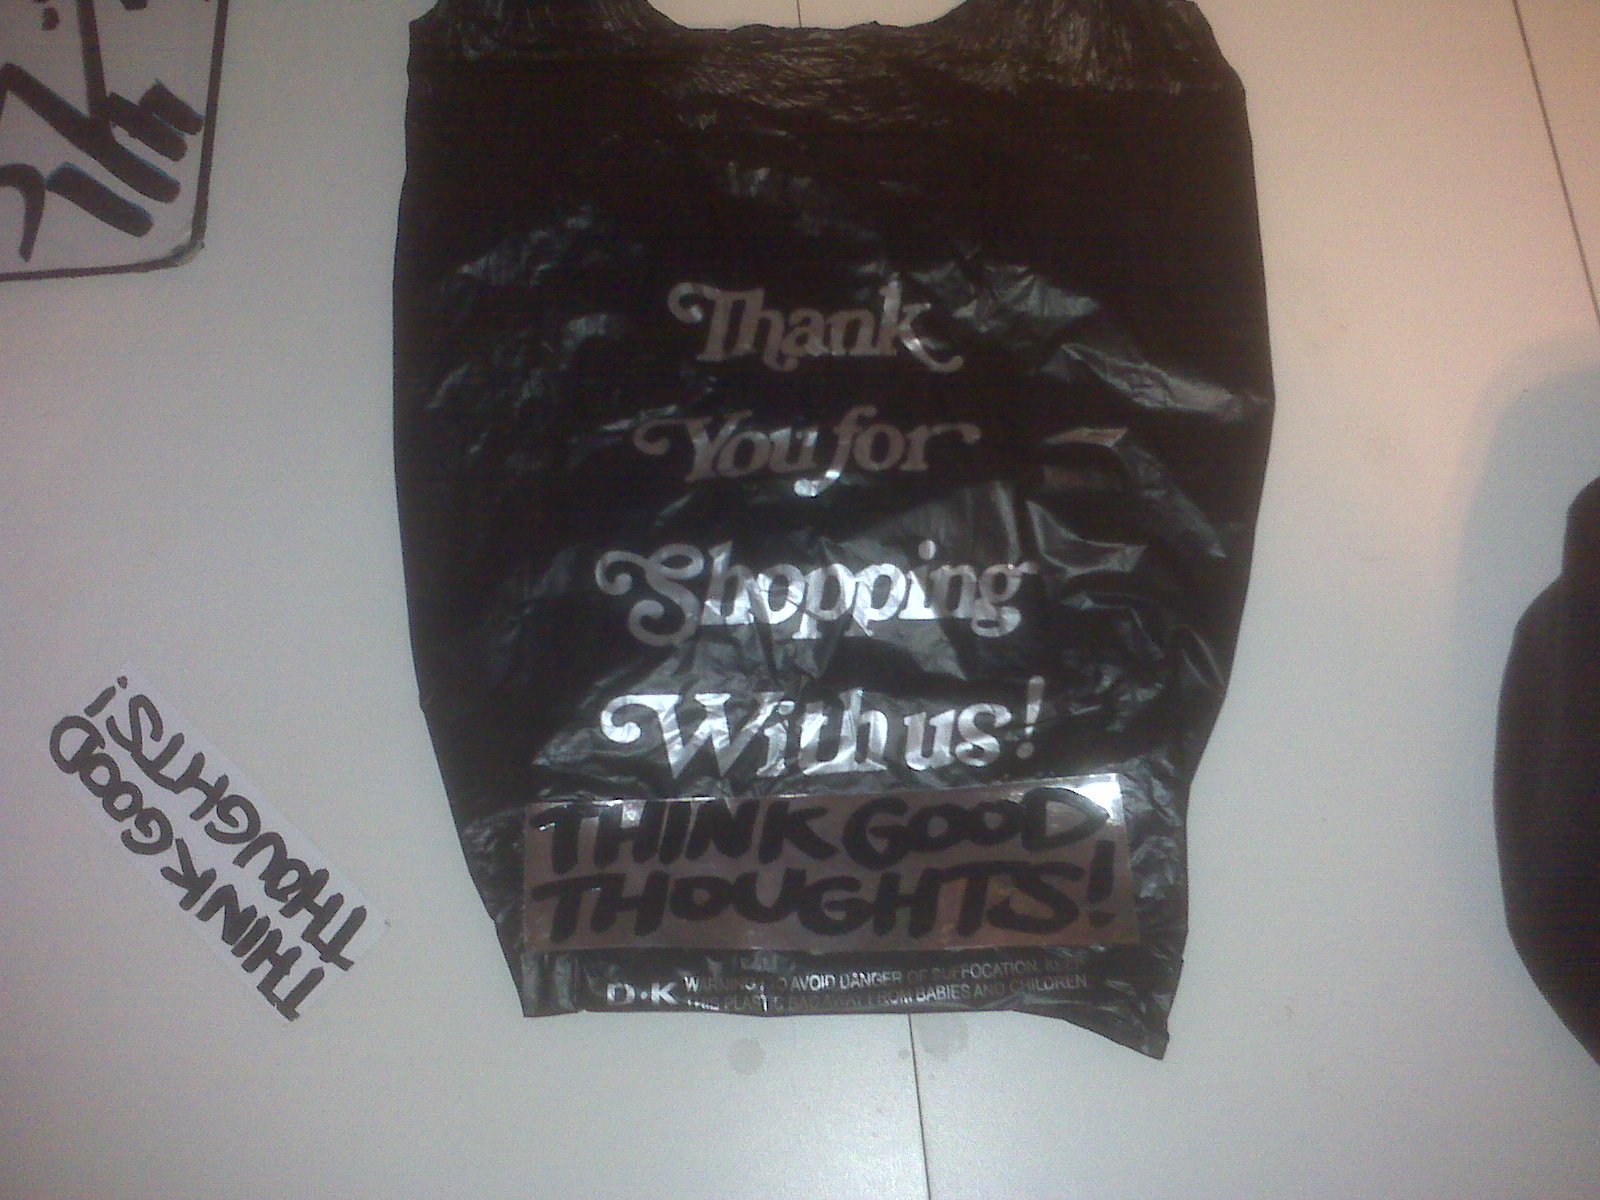 Thank
You for
Shopping
With us!
THINK GOOD
THOUGHTS!
D·K WARNING: TO AVOID DANGER OF SUFFOCATION, KEEP
THIS PLASTIC BAG AWAY FROM BABIES AND CHILDREN.
THINK GOOD
THOUGHTS!